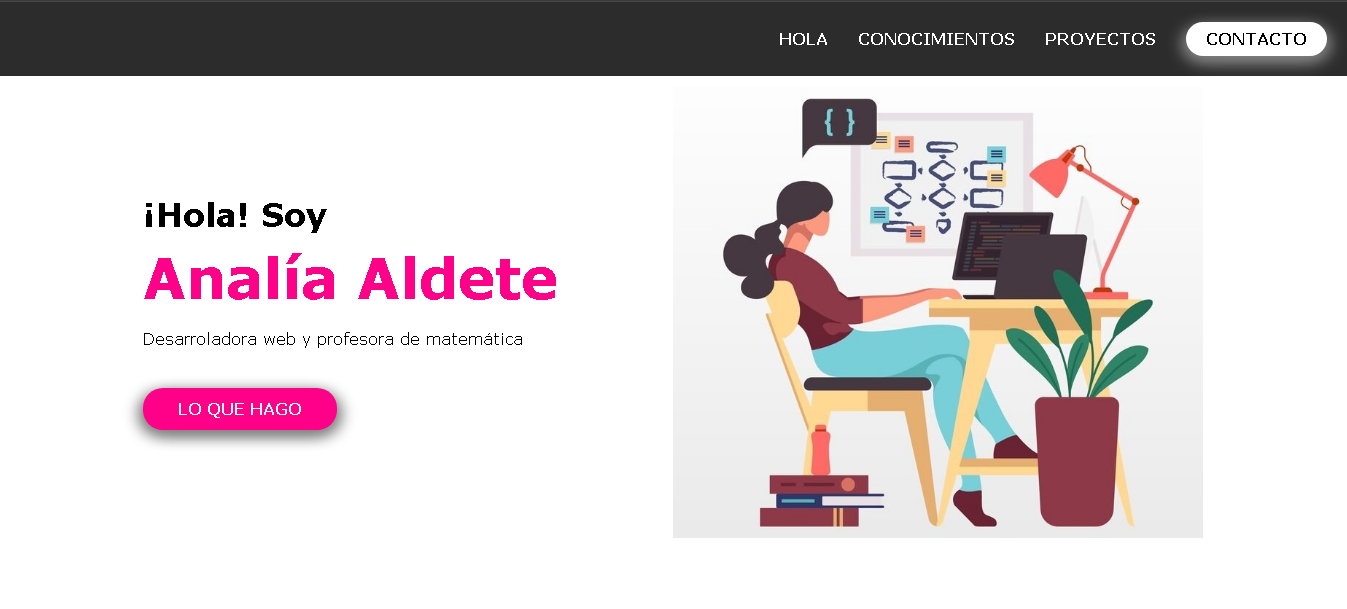 HOLA CONOCIMIENTOS PROYECTOS CONTACTO
{ }
¡Hola! Soy
Analía Aldete
Desarroladora web y profesora de matemática
LO QUE HAGO